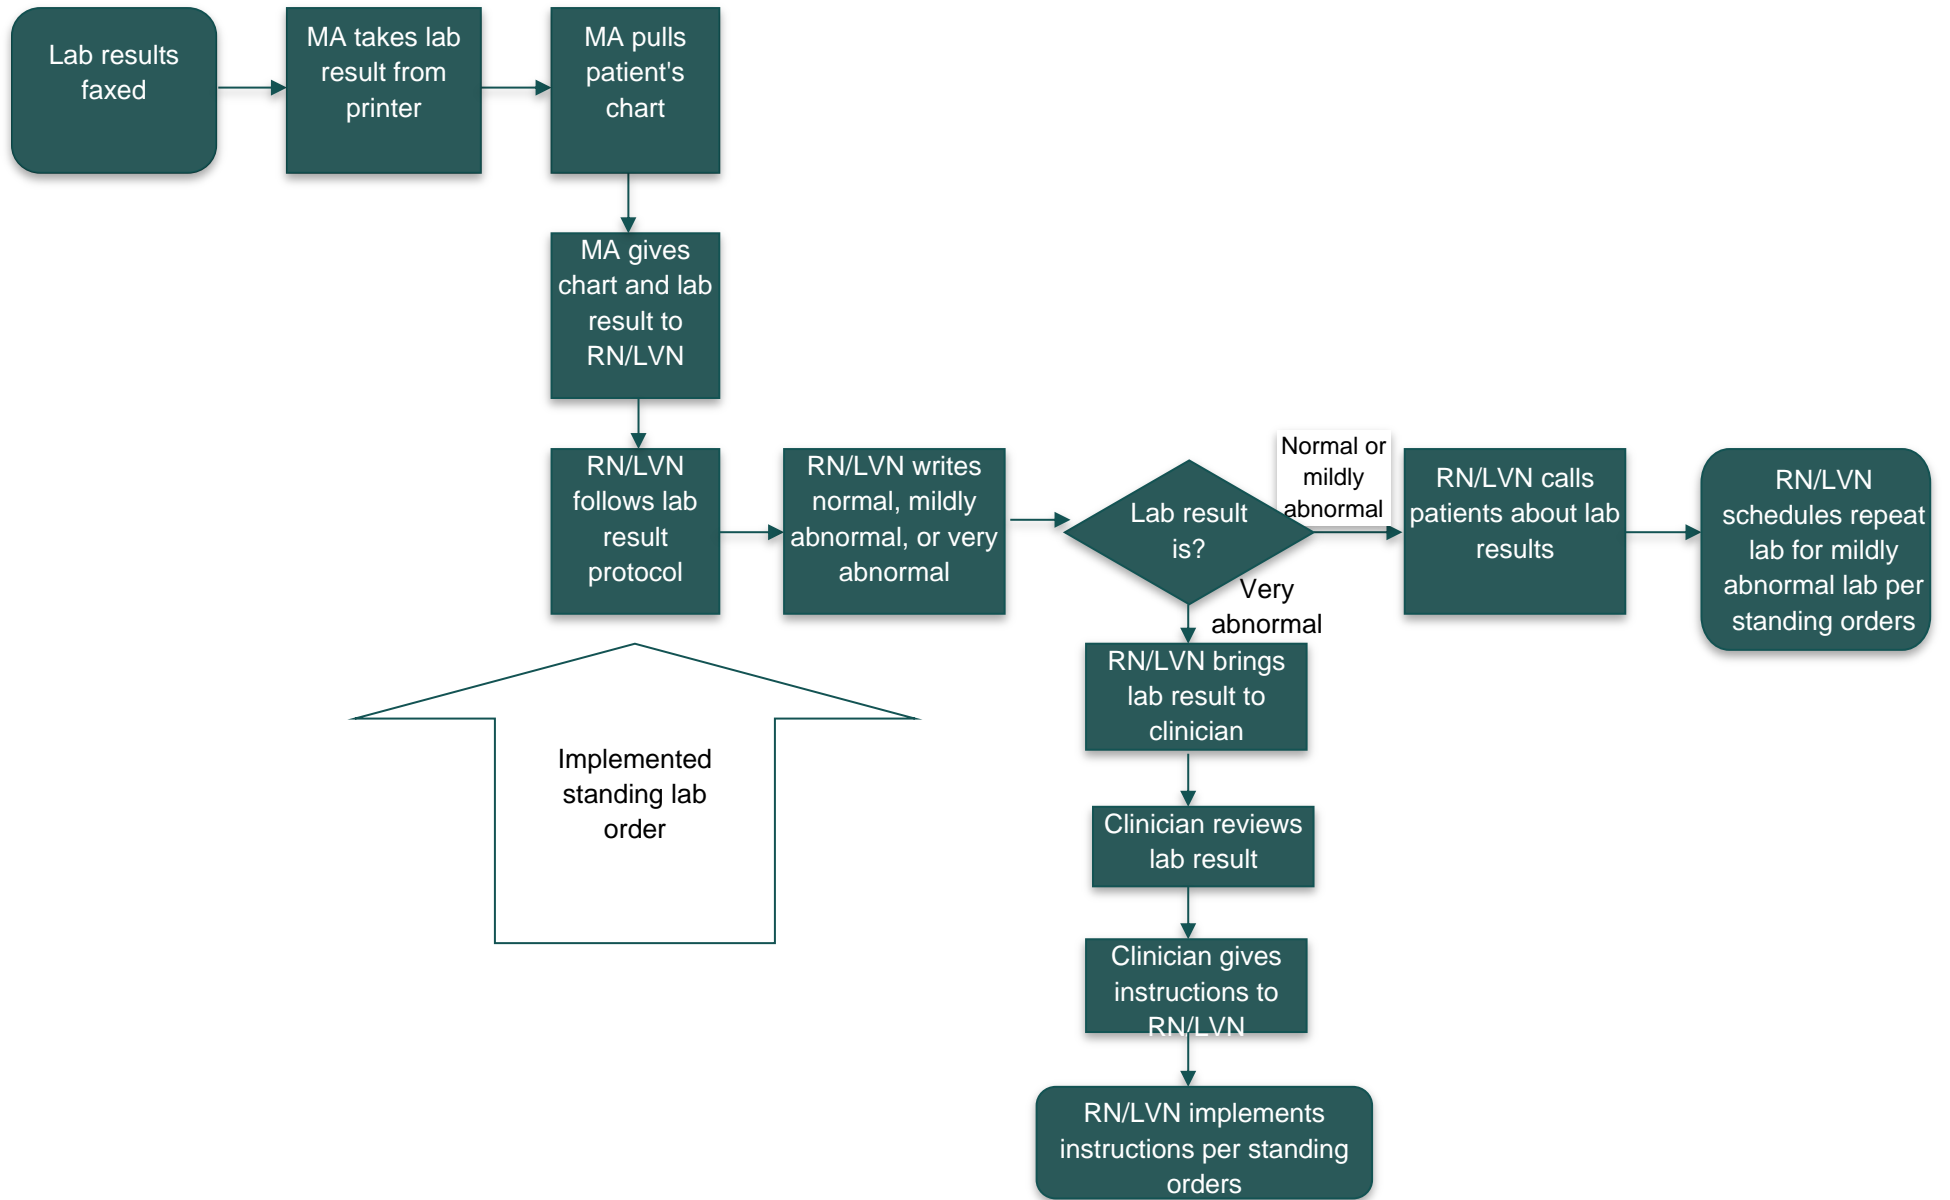 Lab results
faxed
MA takes lab
result from
printer
MA pulls
patient's
chart
MA gives
chart and lab
result to
RN/LVN
RN/LVN
follows lab
result
protocol
RN/LVN writes
normal, mildly
abnormal, or very
abnormal
Lab result
is?
Normal or
mildly
abnormal
RN/LVN calls
patients about lab
results
RN/LVN
schedules repeat
lab for mildly
abnormal lab per
standing orders
Very
abnormal
RN/LVN brings
lab result to
clinician
Clinician reviews
lab result
Clinician gives
instructions to
RN/LVN
RN/LVN implements
instructions per standing
orders
Implemented
standing lab
order